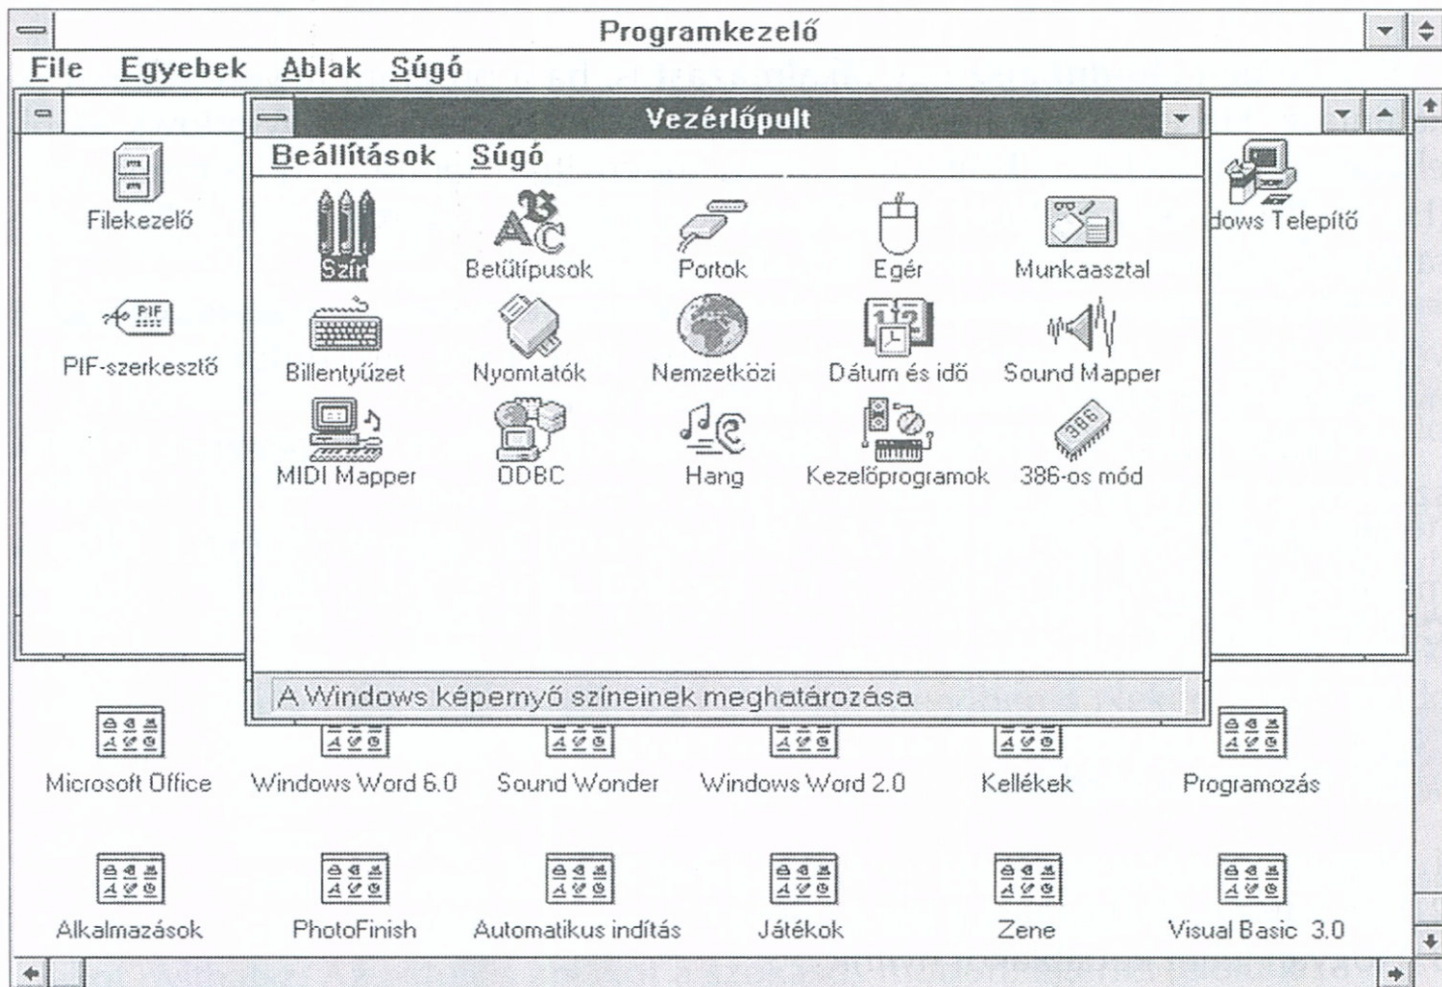 Programkezelő
File Egyebek Ablak Súgó
Vezérlőpult
Beállítások Súgó
Filekezelő
dows Telepítő
Szín Betűtípusok Portok Egér Munkaasztal
PIF
PIF-szerkesztő
12
Billentyűzet Nyomtatók Nemzetközi Dátum és idő Sound Mapper
386
MIDI Mapper ODBC Hang Kezelőprogramok 386-os mód
A Windows képernyő színeinek meghatározása
Microsoft Office Windows Word 6.0 Sound Wonder Windows Word 2.0 Kellékek Programozás
Alkalmazások PhotoFinish Automatikus indítás Játékok Zene Visual Basic 3.0